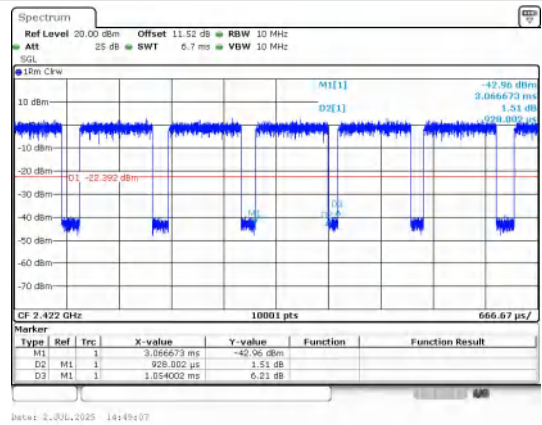 Spectrum
Ref Level 20.00 dBm Offset 11.52 dB RBW 10 MHz
Att 25 dB SWT 6.7 ms VBW 10 MHz
SGL
1Rm Clrw
M1[1] -42.96 dBm
3.066673 ms
10 dBm D2[1] 1.51 dB
928.002 µs
-10 dBm
-20 dBm
D1 -22.392 dBm
-30 dBm
D3
-40 dBm M1 D2
-50 dBm
-60 dBm
-70 dBm
CF 2.422 GHz 10001 pts 666.67 µs/
Marker
Type Ref Trc X-value Y-value Function Function Result
M1 1 3.066673 ms -42.96 dBm
D2 M1 1 928.002 µs 1.51 dB
D3 M1 1 1.054002 ms 6.21 dB
Date: 2.JUL.2025 14:49:07